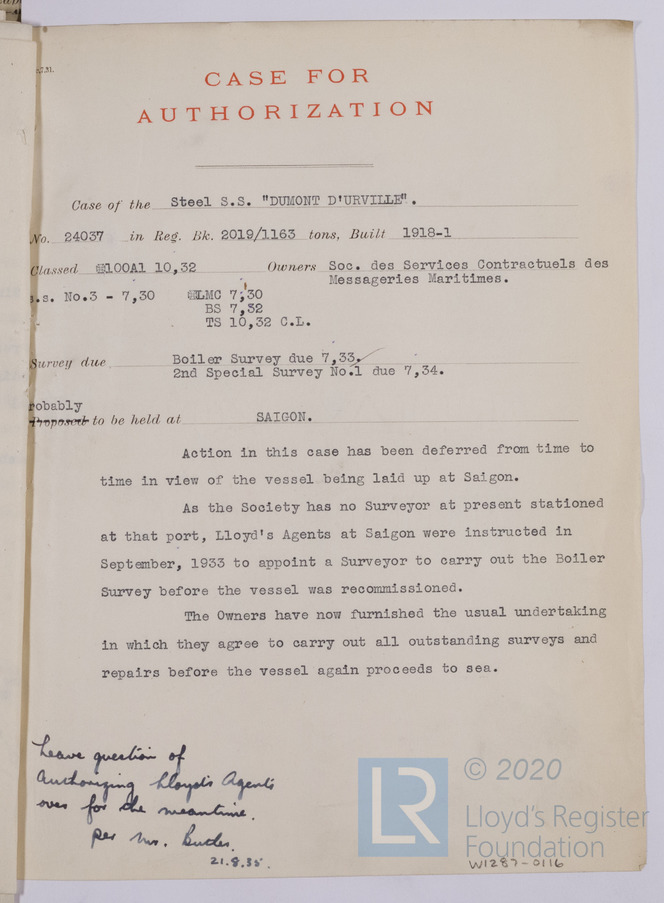 CASE FOR
AUTHORIZATION
Case of the Steel S.S. "DUMONT D'URVILLE".
No. 24037 in Reg. Bk. 2019/1163 tons, Built 1918-1
Classed 100A1 10,32 Owners Soc. des Services Contractuels des
Messageries Maritimes.
s.s. No.3 - 7,30 LMC 7,30
BS 7,32
TS 10,32 C.L.
Survey due Boiler Survey due 7,33.
2nd Special Survey No.1 due 7,34.
robably
Proposed to be held at SAIGON.
Action in this case has been deferred from time to
time in view of the vessel being laid up at Saigon.
As the Society has no Surveyor at present stationed
at that port, Lloyd's Agents at Saigon were instructed in
September, 1933 to appoint a Surveyor to carry out the Boiler
Survey before the vessel was recommissioned.
The Owners have now furnished the usual undertaking
in which they agree to carry out all outstanding surveys and
repairs before the vessel again proceeds to sea.
Leave question of
Authorizing Lloyd's Agents
over for the meantime.
per Mr. Butler.
21.8.35.
LR
© 2020
Lloyd's Register
Foundation
W1287-0116